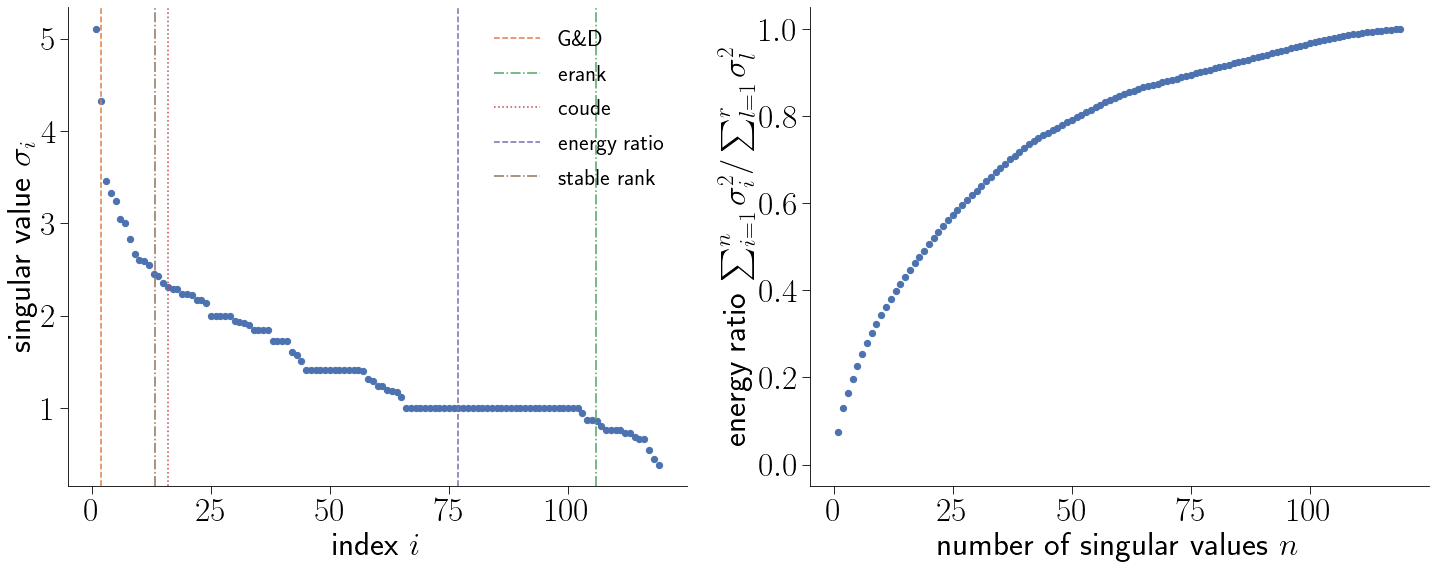 5
4
3
2
1
singular value σ_i
0 25 50 75 100
index i
G&D
erank
coude
energy ratio
stable rank
1.0
0.8
0.6
0.4
0.2
0.0
energy ratio ∑_{i=1}^{n} σ_i^2 / ∑_{l=1}^{r} σ_l^2
0 25 50 75 100
number of singular values n